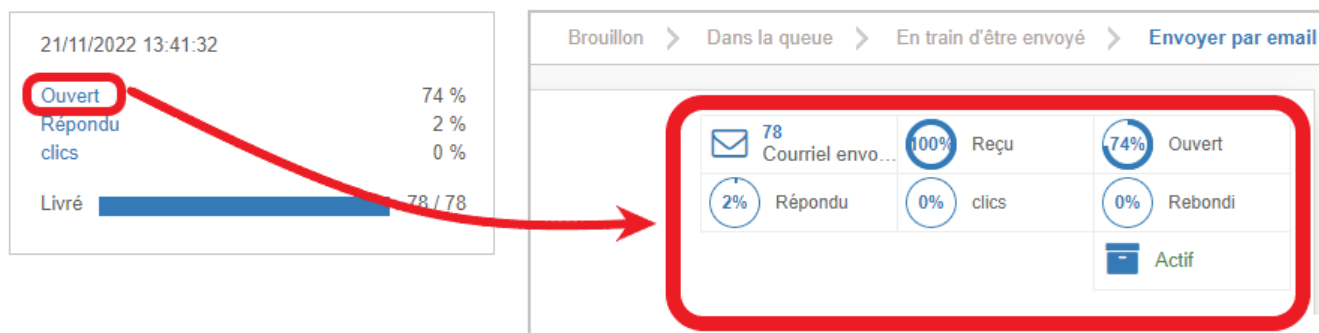 21/11/2022 13:41:32
Ouvert 74 %
Répondu 2 %
clics 0 %
Livré 78 / 78
Brouillon Dans la queue En train d'être envoyé Envoyer par email
78
Courriel envo... 100% Reçu 74% Ouvert
2% Répondu 0% clics 0% Rebondi
Actif